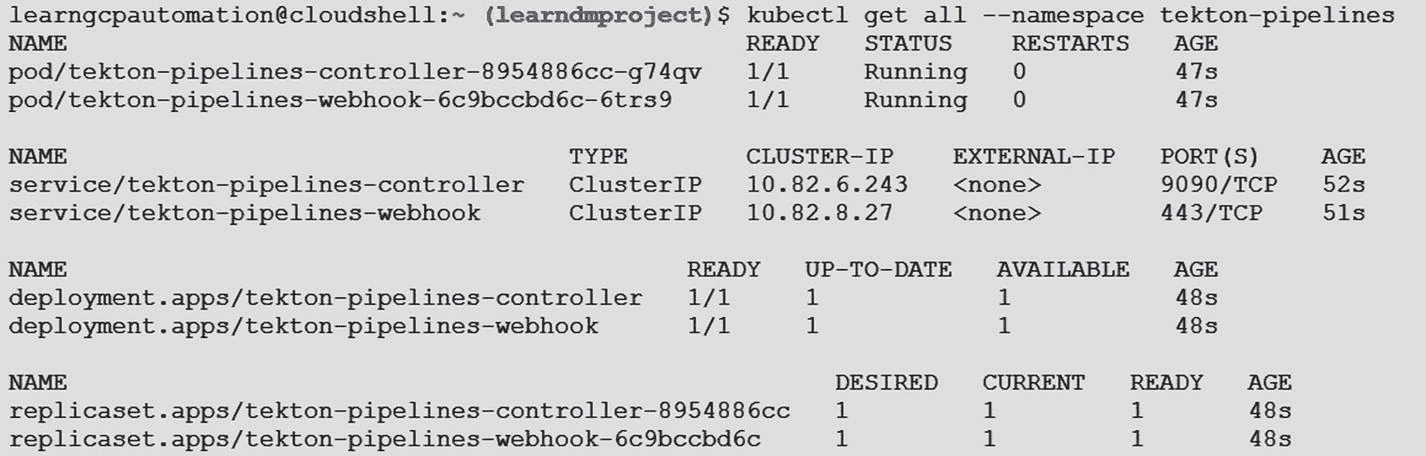 learngcpautomation@cloudshell:~ (learndmproject)$ kubectl get all --namespace tekton-pipelines
NAME READY STATUS RESTARTS AGE
pod/tekton-pipelines-controller-8954886cc-g74qv 1/1 Running 0 47s
pod/tekton-pipelines-webhook-6c9bccbd6c-6trs9 1/1 Running 0 47s
NAME TYPE CLUSTER-IP EXTERNAL-IP PORT(S) AGE
service/tekton-pipelines-controller ClusterIP 10.82.6.243 <none> 9090/TCP 52s
service/tekton-pipelines-webhook ClusterIP 10.82.8.27 <none> 443/TCP 51s
NAME READY UP-TO-DATE AVAILABLE AGE
deployment.apps/tekton-pipelines-controller 1/1 1 1 48s
deployment.apps/tekton-pipelines-webhook 1/1 1 1 48s
NAME DESIRED CURRENT READY AGE
replicaset.apps/tekton-pipelines-controller-8954886cc 1 1 1 48s
replicaset.apps/tekton-pipelines-webhook-6c9bccbd6c 1 1 1 48s